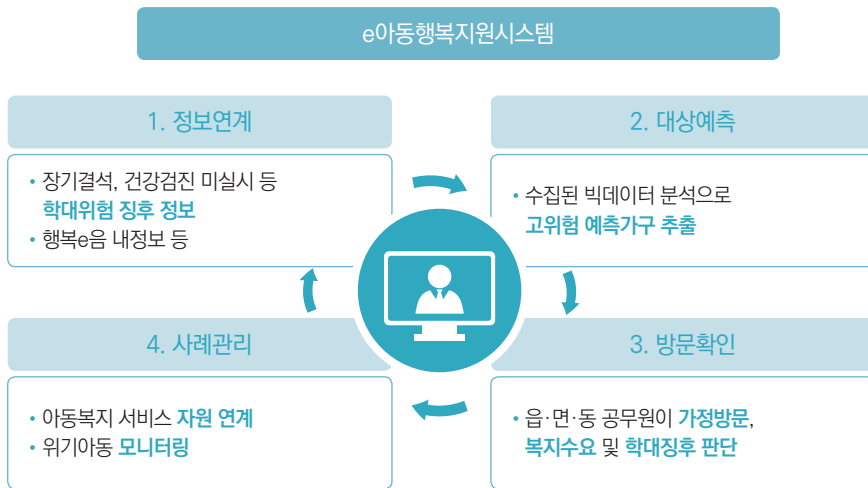 e아동행복지원시스템
1. 정보연계
• 장기결석, 건강검진 미실시 등
학대위험 징후 정보
• 행복e음 내정보 등
2. 대상예측
• 수집된 빅데이터 분석으로
고위험 예측가구 추출
4. 사례관리
• 아동복지 서비스 자원 연계
• 위기아동 모니터링
3. 방문확인
• 읍·면·동 공무원이 가정방문,
복지수요 및 학대징후 판단